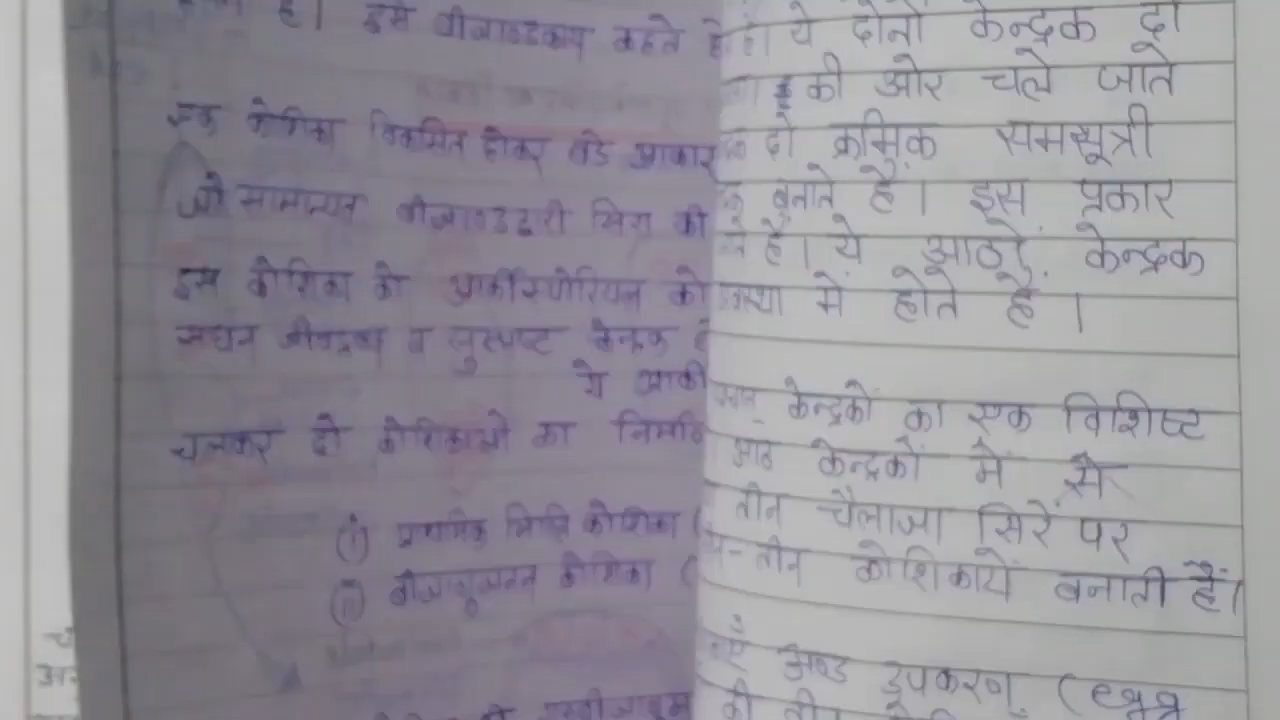 है। इसे बीजाण्डकाय कहते है
एक कोशिका विकसित होकर बडे आकार
जो सामान्यत बीजाण्डद्वारी सिरा की
इस कोशिका को आर्कीस्पोरियल को
सघन जीवद्रव्य व सुस्पष्ट केन्द्रक
ये आर्की
चलकर दो कोशिकाओ का निर्माण
(i) प्राथमिक भित्ति कोशिका (
(ii) बीजाणुजनन कोशिका (
है। ये दोनों केन्द्रक दो
की ओर चले जाते
दो क्रमिक समसूत्री
बनाते हैं। इस प्रकार
है। ये आठों केन्द्रक
में होते है।
केन्द्रकों का एक विशिष्ट
आठ केन्द्रकों में से
तीन चैलाजा सिरें पर
तीन कोशिकायें बनाती हैं।
अण्ड उपकरण (egg
की तीन